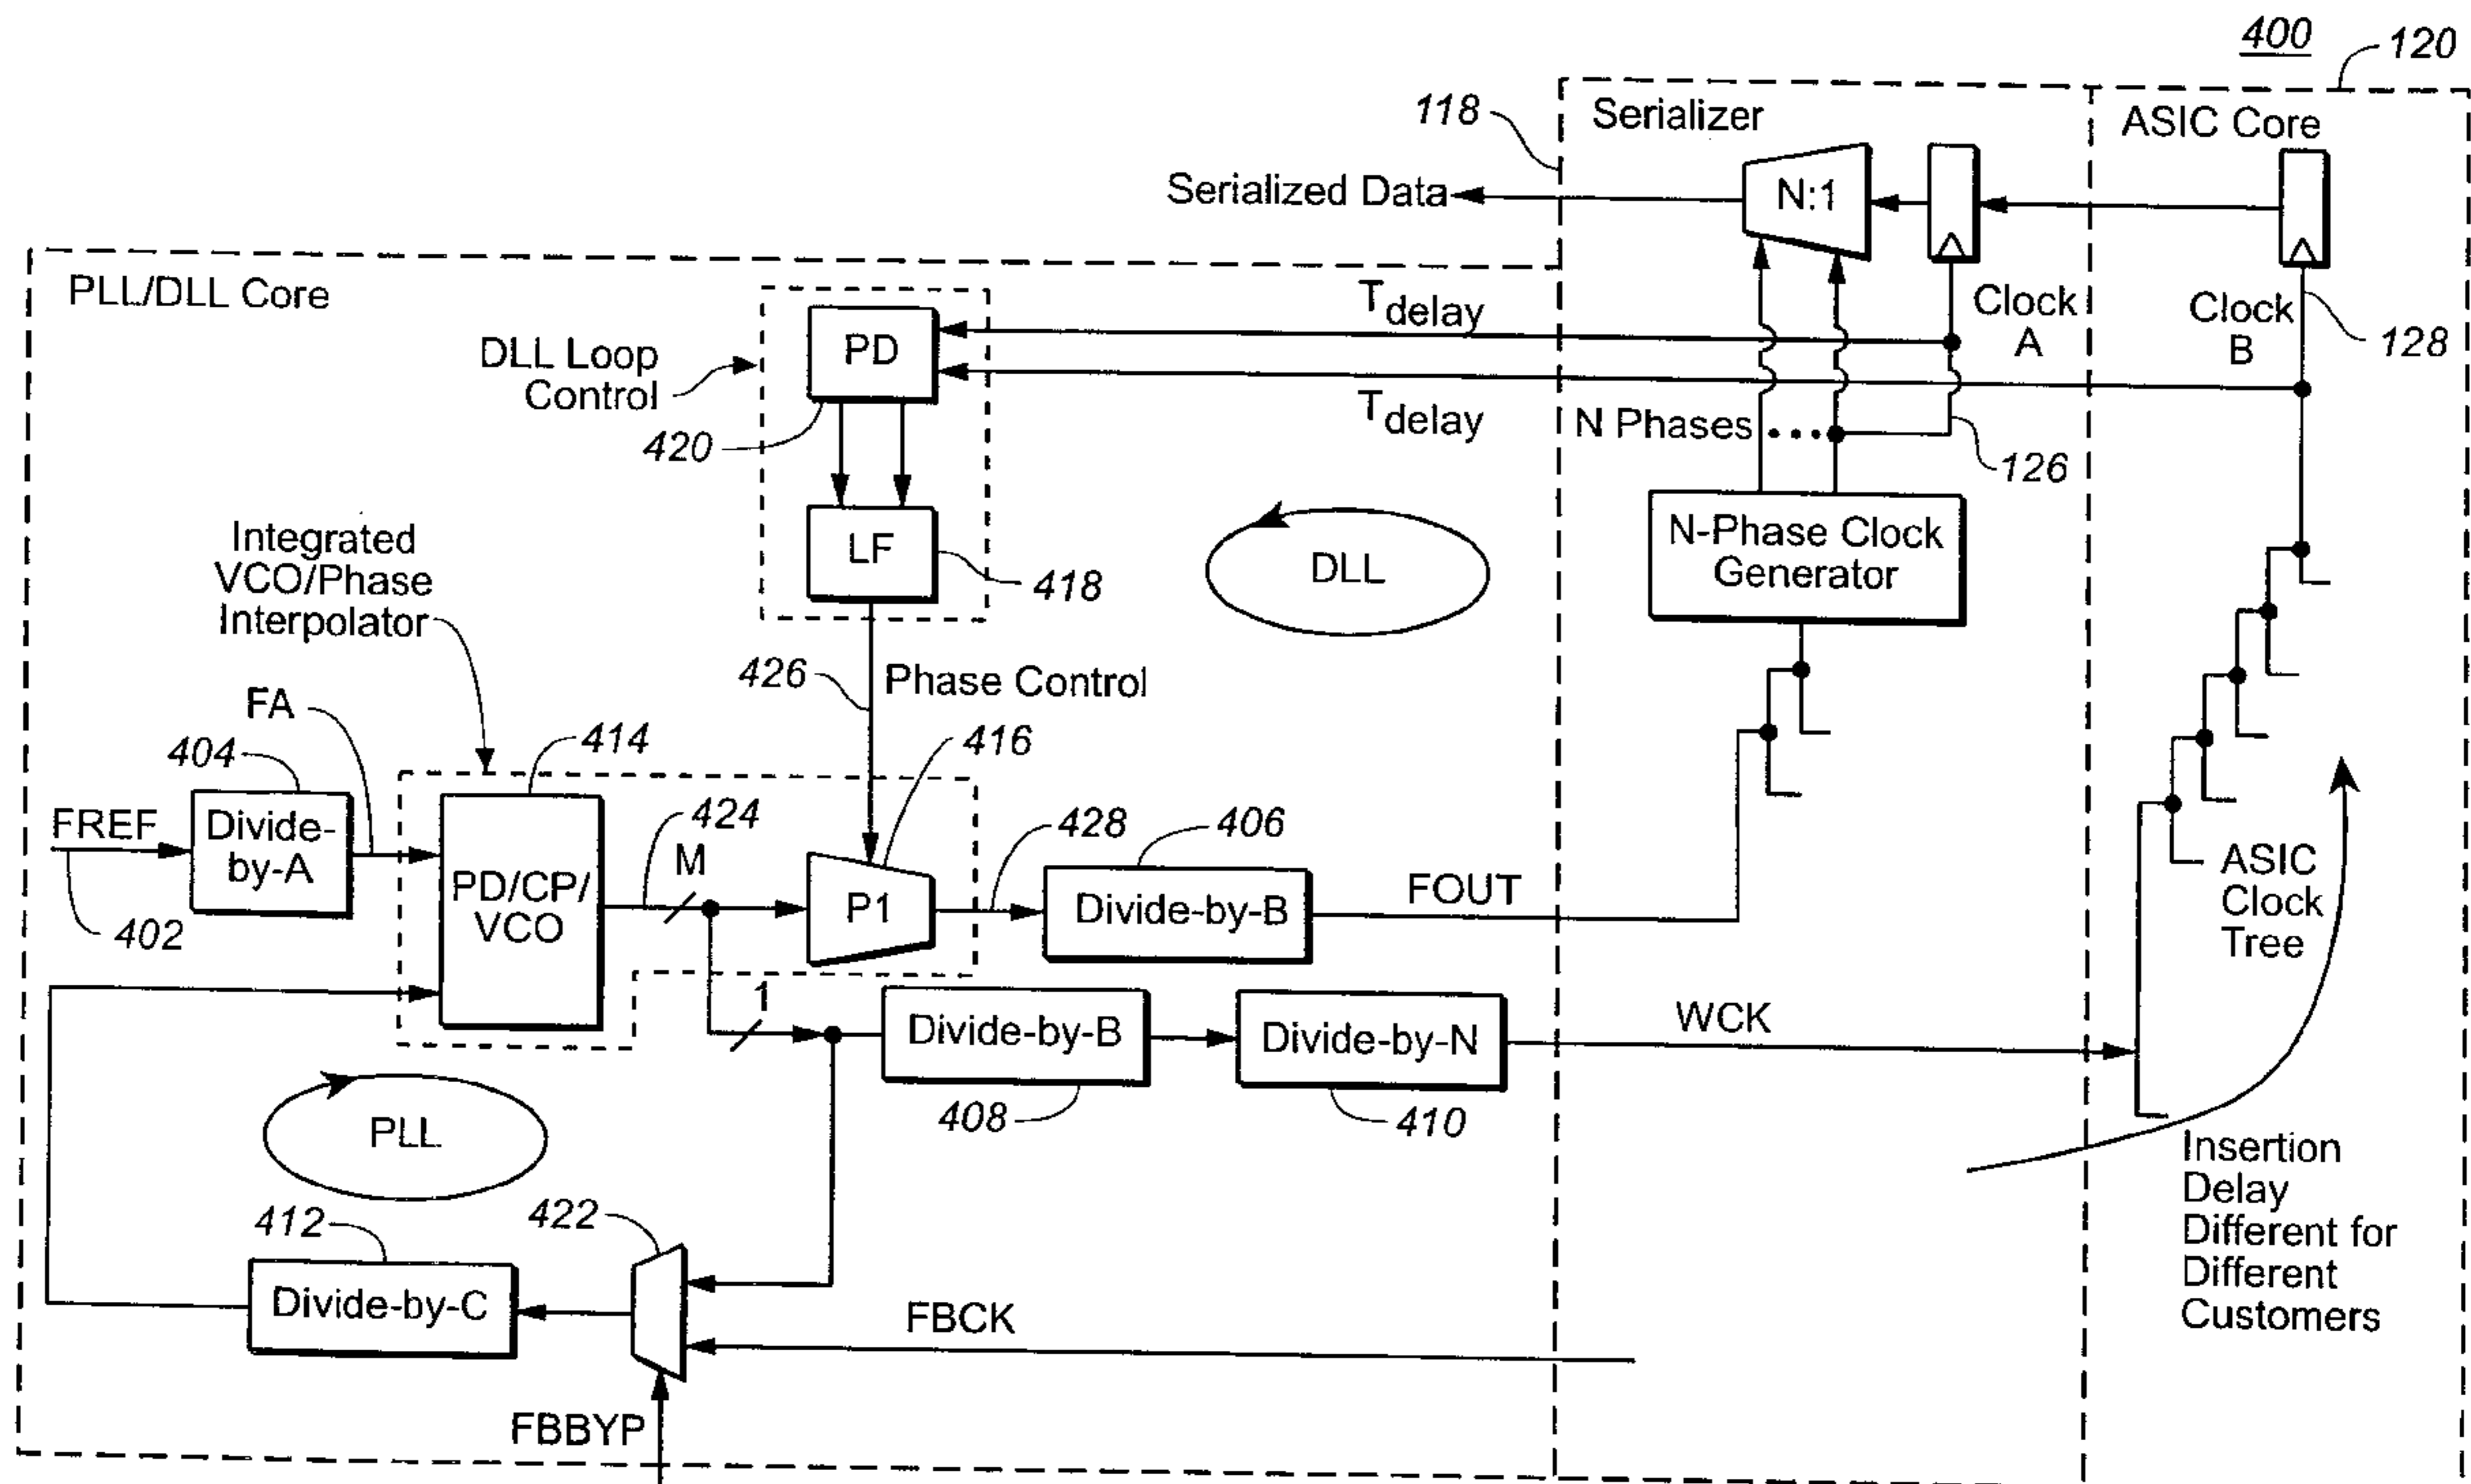 400
120
118
Serializer
ASIC Core
Serialized Data
N:1
PLL/DLL Core
Tdelay
Clock
A
Clock
B
128
DLL Loop
Control
PD
Tdelay
420
N Phases
126
Integrated
VCO/Phase
Interpolator
LF
418
DLL
N-Phase Clock
Generator
426
Phase Control
FA
404
414
416
FREF
Divide-
by-A
402
PD/CP/
VCO
424
M
P1
428
406
Divide-by-B
FOUT
ASIC
Clock
Tree
1
Divide-by-B
408
Divide-by-N
410
WCK
PLL
Insertion
Delay
Different for
Different
Customers
412
422
Divide-by-C
FBCK
FBBYP